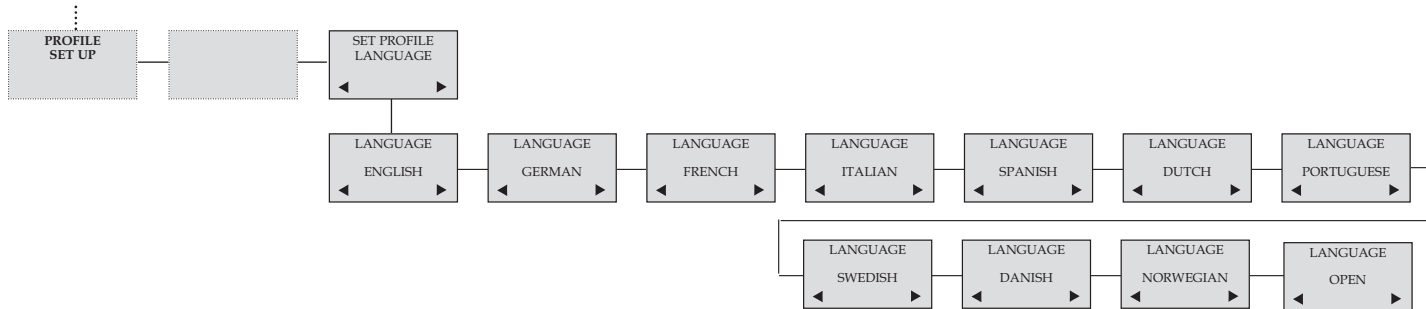 PROFILE
SET UP
SET PROFILE
LANGUAGE
LANGUAGE
ENGLISH
LANGUAGE
GERMAN
LANGUAGE
FRENCH
LANGUAGE
ITALIAN
LANGUAGE
SPANISH
LANGUAGE
DUTCH
LANGUAGE
PORTUGUESE
LANGUAGE
SWEDISH
LANGUAGE
DANISH
LANGUAGE
NORWEGIAN
LANGUAGE
OPEN